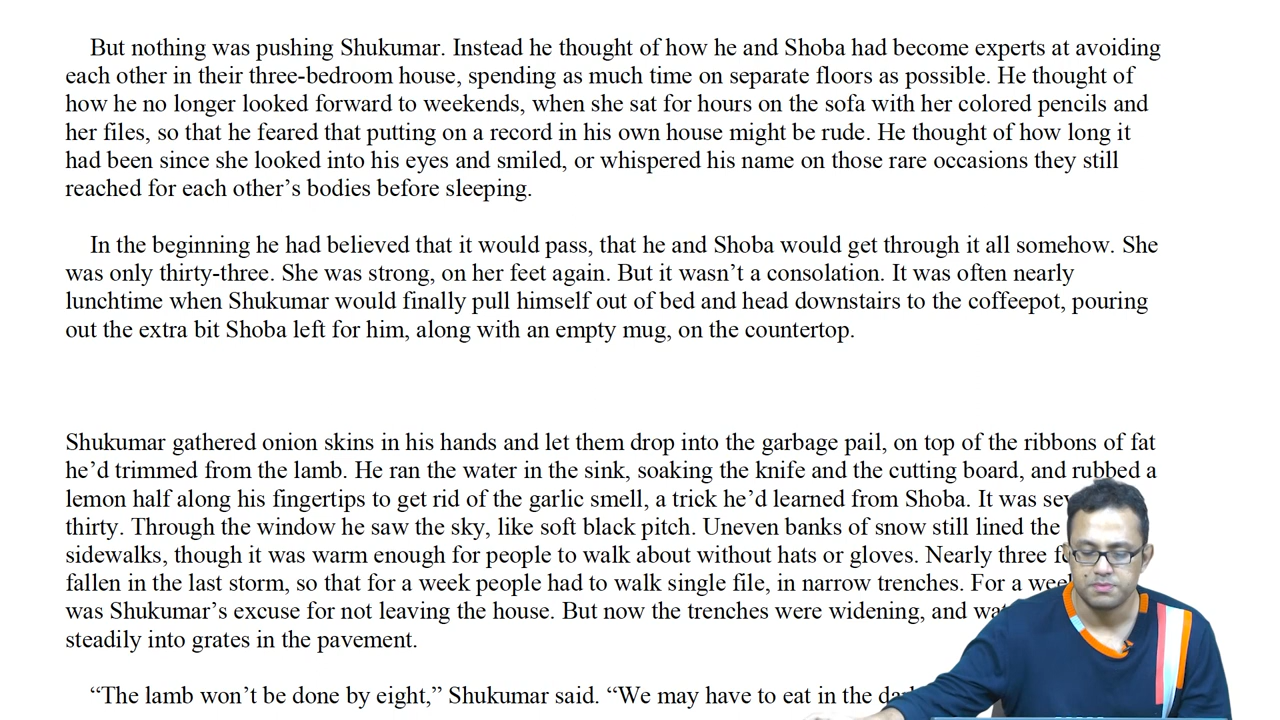 But nothing was pushing Shukumar. Instead he thought of how he and Shoba had become experts at avoiding
each other in their three-bedroom house, spending as much time on separate floors as possible. He thought of
how he no longer looked forward to weekends, when she sat for hours on the sofa with her colored pencils and
her files, so that he feared that putting on a record in his own house might be rude. He thought of how long it
had been since she looked into his eyes and smiled, or whispered his name on those rare occasions they still
reached for each other’s bodies before sleeping.
In the beginning he had believed that it would pass, that he and Shoba would get through it all somehow. She
was only thirty-three. She was strong, on her feet again. But it wasn’t a consolation. It was often nearly
lunchtime when Shukumar would finally pull himself out of bed and head downstairs to the coffeepot, pouring
out the extra bit Shoba left for him, along with an empty mug, on the countertop.
Shukumar gathered onion skins in his hands and let them drop into the garbage pail, on top of the ribbons of fat
he’d trimmed from the lamb. He ran the water in the sink, soaking the knife and the cutting board, and rubbed a
lemon half along his fingertips to get rid of the garlic smell, a trick he’d learned from Shoba. It was
thirty. Through the window he saw the sky, like soft black pitch. Uneven banks of snow still lined the
sidewalks, though it was warm enough for people to walk about without hats or gloves. Nearly three
fallen in the last storm, so that for a week people had to walk single file, in narrow trenches. For a
was Shukumar’s excuse for not leaving the house. But now the trenches were widening, and
steadily into grates in the pavement.
“The lamb won’t be done by eight,” Shukumar said. “We may have to eat in the